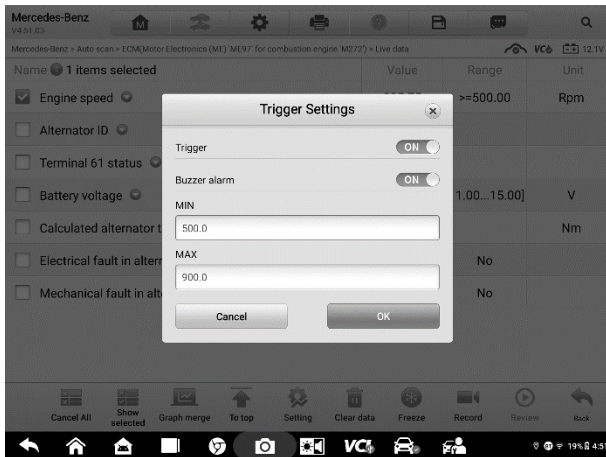 Mercedes-Benz
V4.51.03
Mercedes-Benz > Auto scan > ECM(Motor Electronics (ME) 'ME97' for combustion engine 'M272') > Live data
VCI 12.1V
Name 1 items selected Value Range Unit
Engine speed >=500.00 Rpm
Alternator ID
Terminal 61 status
Battery voltage 1.00...15.00] V
Calculated alternator t Nm
Electrical fault in altern No
Mechanical fault in alt No
Trigger Settings
Trigger ON
Buzzer alarm ON
MIN
500.0
MAX
900.0
Cancel OK
Cancel All Show selected Graph merge To top Setting Clear data Freeze Record Review Back
VCI 19% 4:51